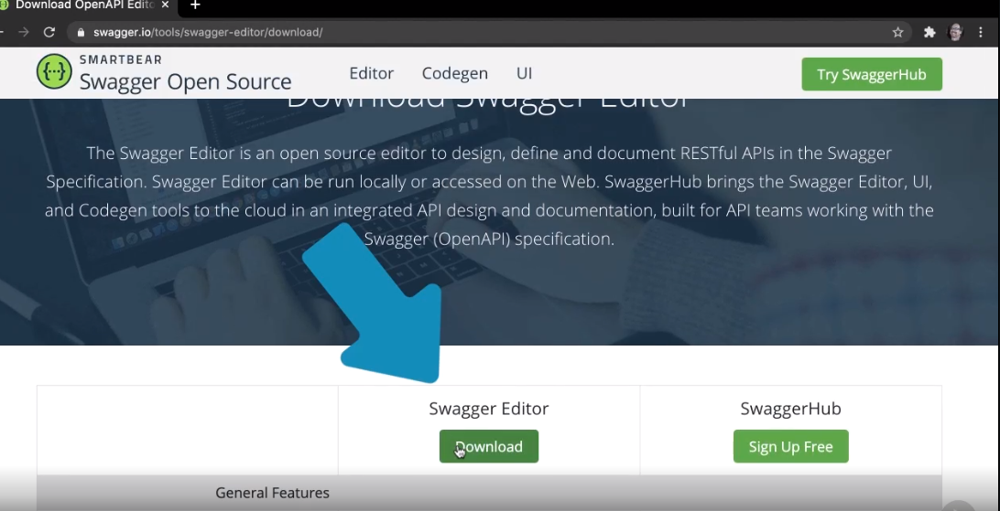 Download OpenAPI Edito
swagger.io/tools/swagger-editor/download/
SMARTBEAR
Swagger Open Source
Editor
Codegen
UI
Try SwaggerHub
Download Swagger Editor
The Swagger Editor is an open source editor to design, define and document RESTful APIs in the Swagger
Specification. Swagger Editor can be run locally or accessed on the Web. SwaggerHub brings the Swagger Editor, UI,
and Codegen tools to the cloud in an integrated API design and documentation, built for API teams working with the
Swagger (OpenAPI) specification.
Swagger Editor
SwaggerHub
Download
Sign Up Free
General Features